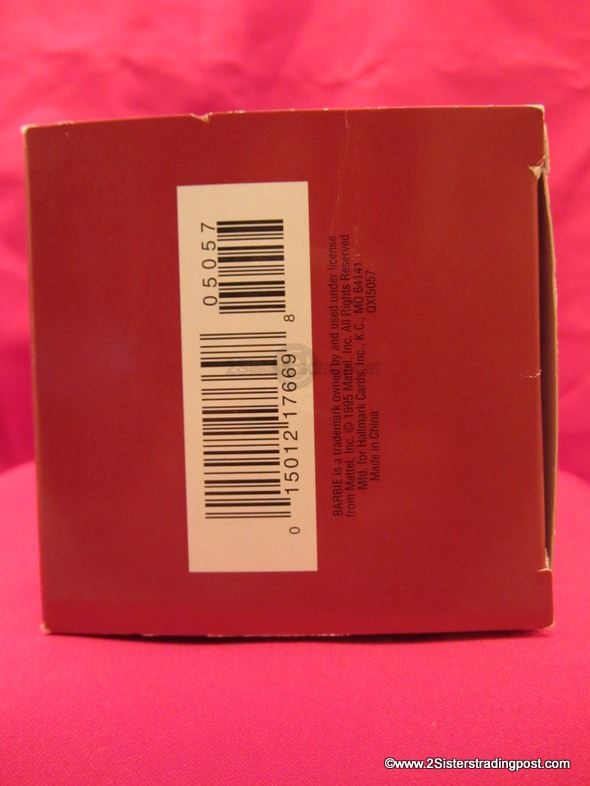 05057
0 15012 17669 8
BARBIE is a trademark owned by and used under license
from Mattel, Inc. © 1995 Mattel, Inc. All Rights Reserved
Mfd. for Hallmark Cards, Inc., K.C., MO 64141
Made in China
QXI5057
©www.2Sisterstradingpost.com